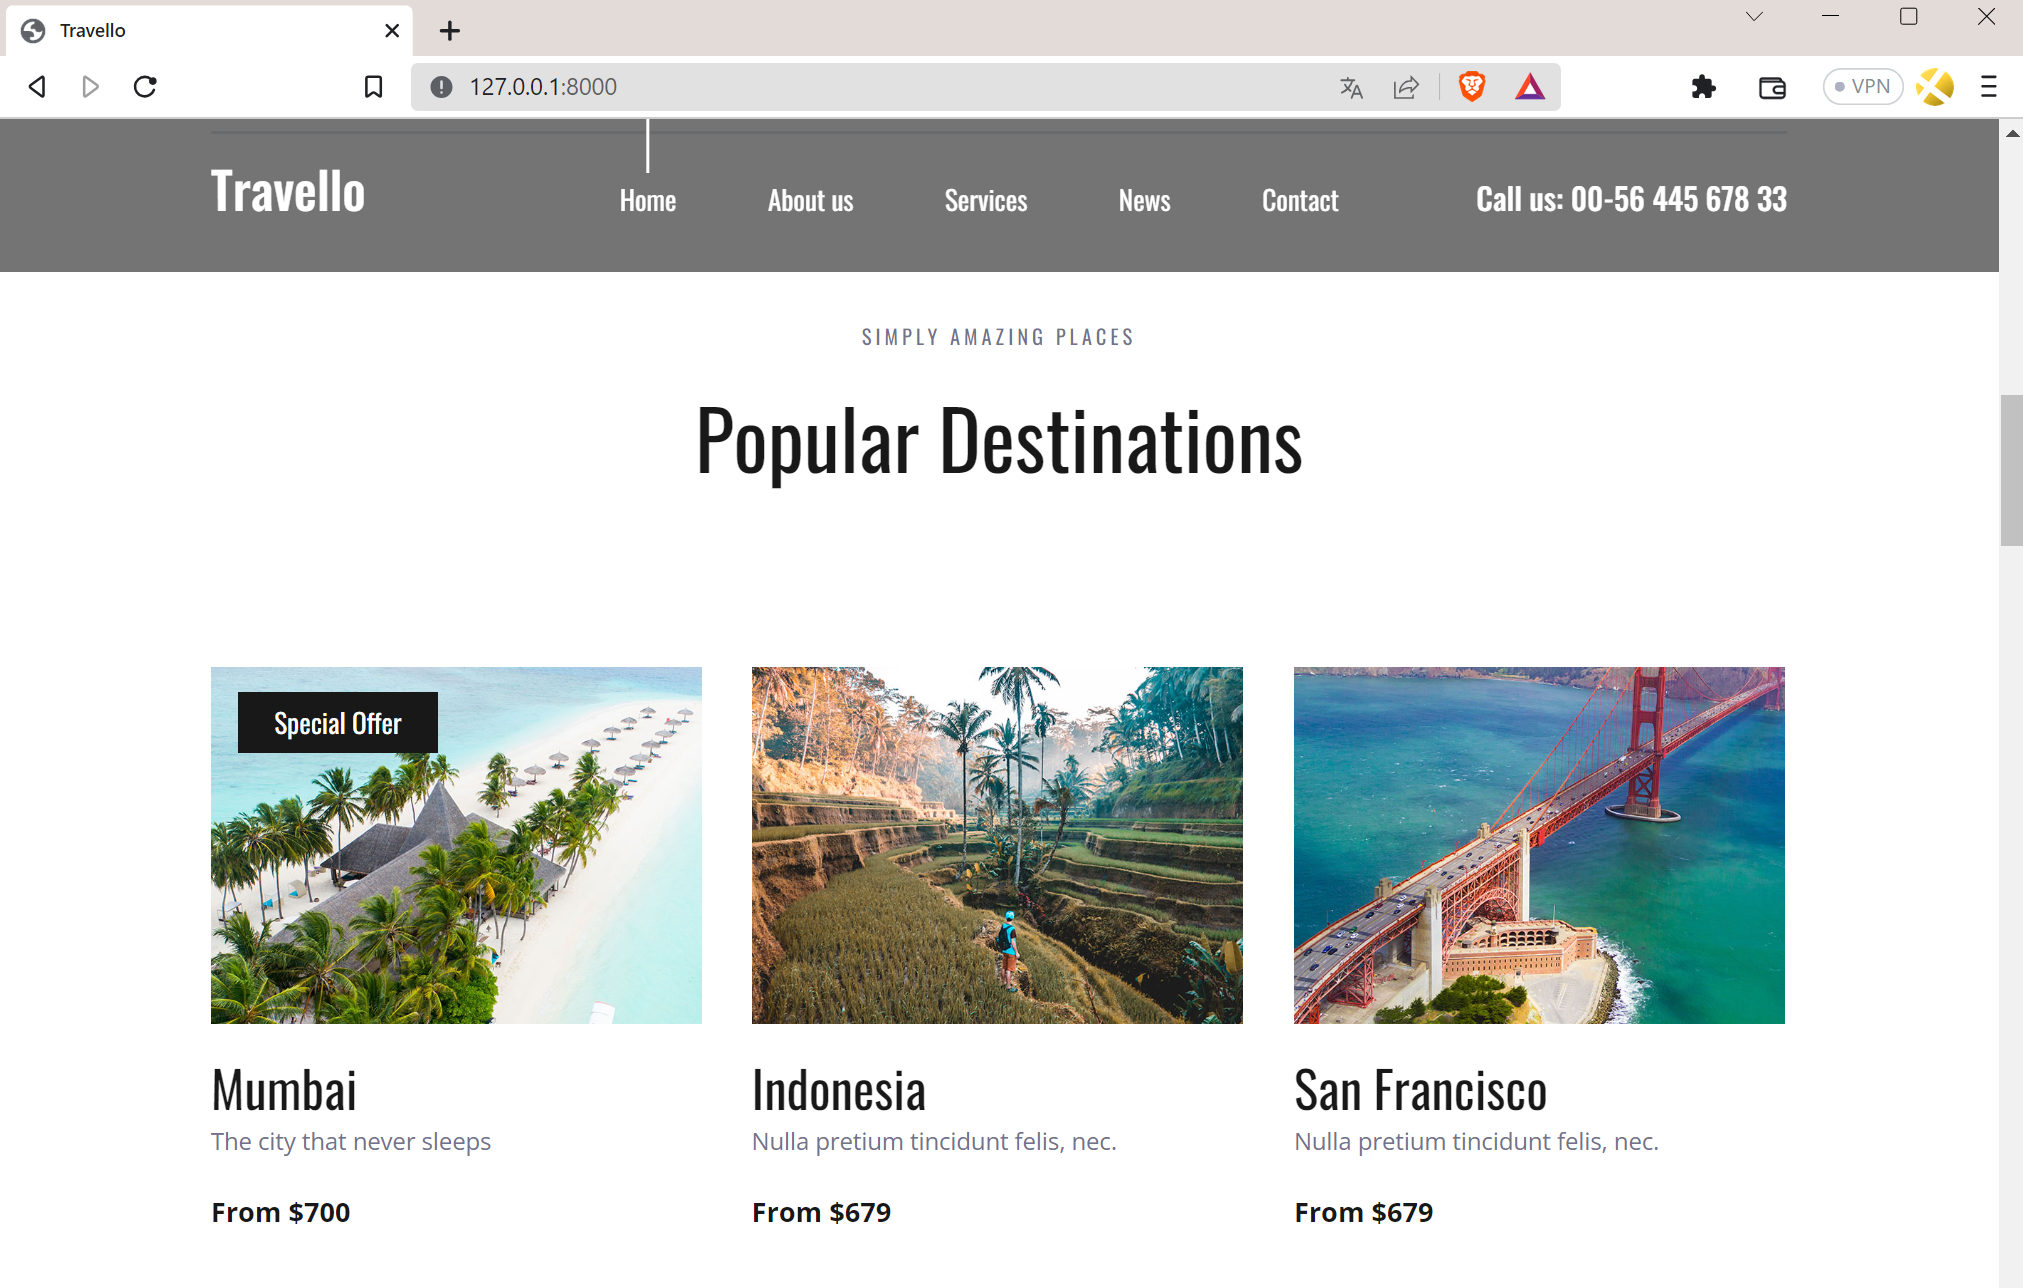 Travello
127.0.0.1:8000
VPN
Travello
Home
About us
Services
News
Contact
Call us: 00-56 445 678 33
SIMPLY AMAZING PLACES
Popular Destinations
Special Offer
Mumbai
The city that never sleeps
From $700
Indonesia
Nulla pretium tincidunt felis, nec.
From $679
San Francisco
Nulla pretium tincidunt felis, nec.
From $679